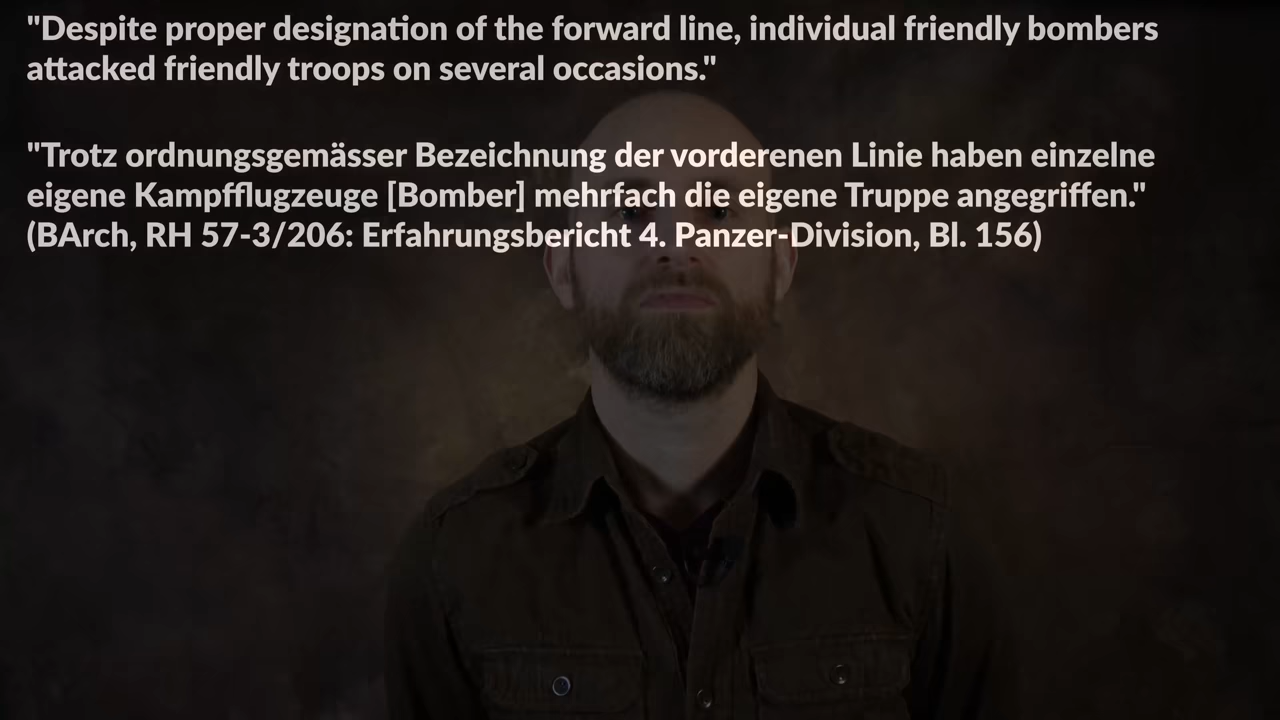 "Despite proper designation of the forward line, individual friendly bombers
attacked friendly troops on several occasions."
"Trotz ordnungsgemässer Bezeichnung der vorderenen Linie haben einzelne
eigene Kampfflugzeuge [Bomber] mehrfach die eigene Truppe angegriffen."
(BArch, RH 57-3/206: Erfahrungsbericht 4. Panzer-Division, Bl. 156)